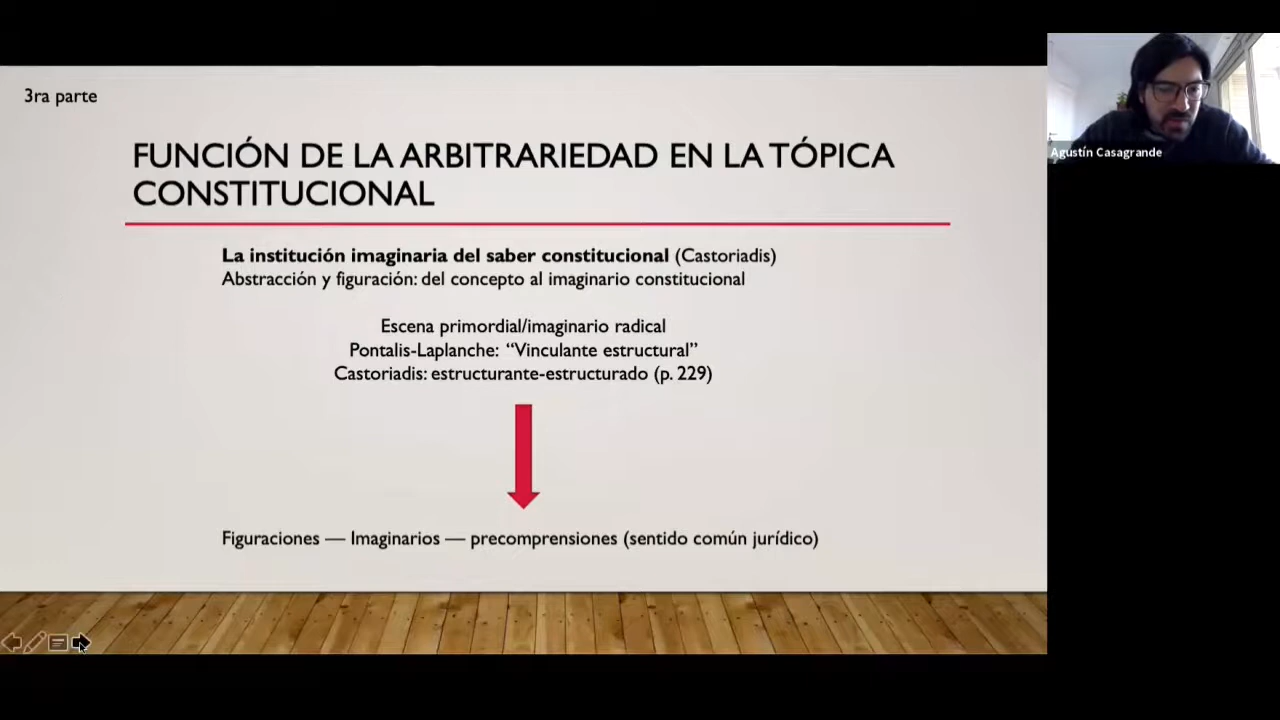 3ra parte
FUNCIÓN DE LA ARBITRARIEDAD EN LA TÓPICA
CONSTITUCIONAL
La institución imaginaria del saber constitucional (Castoriadis)
Abstracción y figuración: del concepto al imaginario constitucional
Escena primordial/imaginario radical
Pontalis-Laplanche: “Vinculante estructural”
Castoriadis: estructurante-estructurado (p. 229)
Figuraciones — Imaginarios — precomprensiones (sentido común jurídico)
Agustín Casagrande